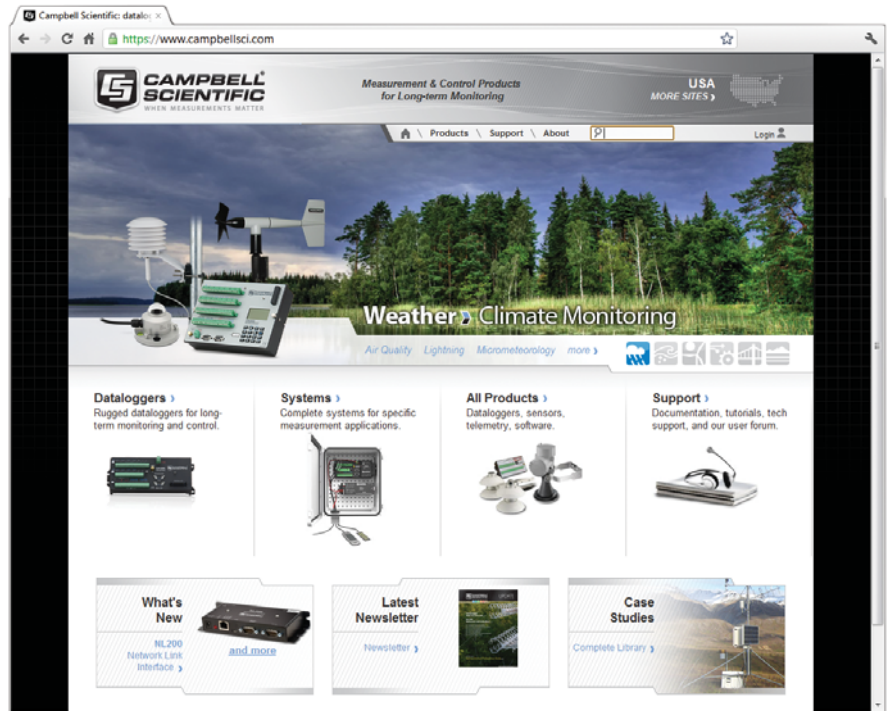 Campbell Scientific: datalog
https://www.campbellsci.com
CAMPBELL
SCIENTIFIC
WHEN MEASUREMENTS MATTER
Measurement & Control Products
for Long-term Monitoring
USA
MORE SITES
Products \ Support \ About
Login
Weather Climate Monitoring
Air Quality Lightning Micrometeorology more
Dataloggers
Rugged dataloggers for long-
term monitoring and control.
Systems
Complete systems for specific
measurement applications.
All Products
Dataloggers, sensors,
telemetry, software.
Support
Documentation, tutorials, tech
support, and our user forum.
What's
New
NL200
Network Link
Interface
and more
Latest
Newsletter
Newsletter
Case
Studies
Complete Library